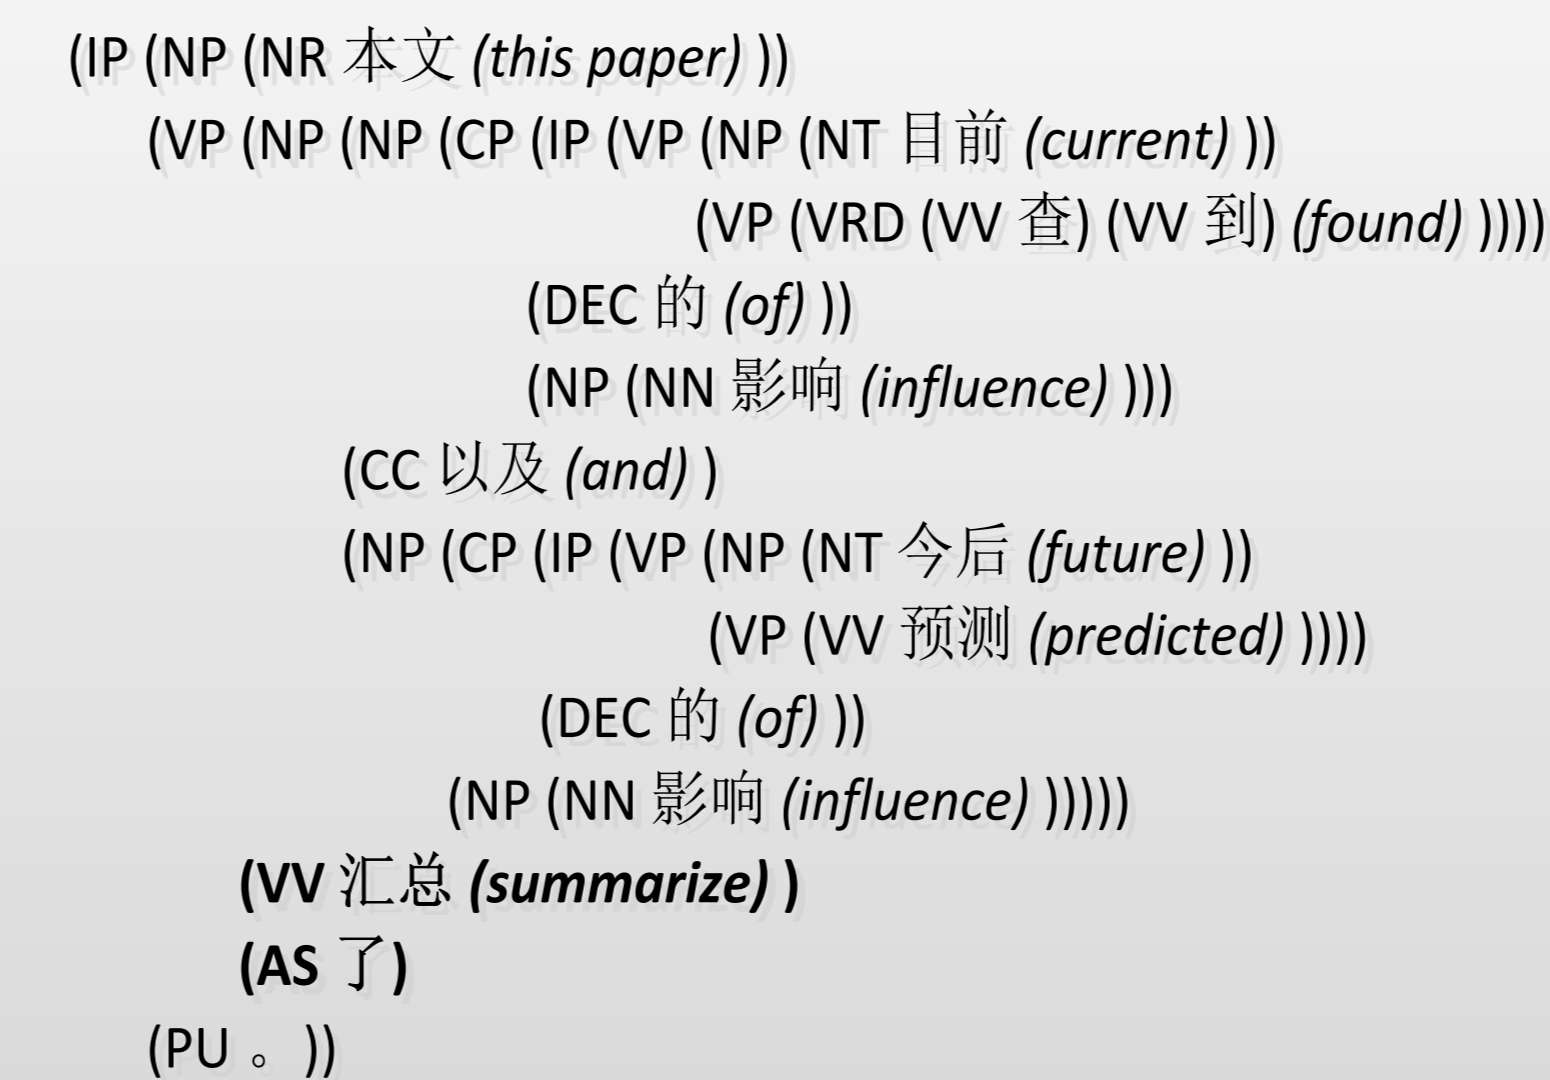 (IP (NP (NR 本文 (this paper) ))
(VP (NP (NP (CP (IP (VP (NP (NT 目前 (current) ))
(VP (VRD (VV 查) (VV 到) (found) ))))
(DEC 的 (of) ))
(NP (NN 影响 (influence) )))
(CC 以及 (and) )
(NP (CP (IP (VP (NP (NT 今后 (future) ))
(VP (VV 预测 (predicted) ))))
(DEC 的 (of) ))
(NP (NN 影响 (influence) )))))
(VV 汇总 (summarize) )
(AS 了)
(PU 。))